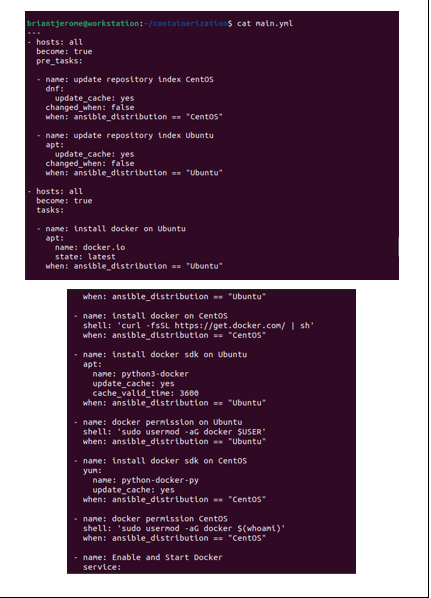 briantjerome@workstation:~/containerization$ cat main.yml
---
- hosts: all
  become: true
  pre_tasks:

  - name: update repository index CentOS
    dnf:
      update_cache: yes
    changed_when: false
    when: ansible_distribution == "CentOS"

  - name: update repository index Ubuntu
    apt:
      update_cache: yes
    changed_when: false
    when: ansible_distribution == "Ubuntu"

- hosts: all
  become: true
  tasks:

  - name: install docker on Ubuntu
    apt:
      name: docker.io
      state: latest
    when: ansible_distribution == "Ubuntu"

    when: ansible_distribution == "Ubuntu"

  - name: install docker on CentOS
    shell: 'curl -fsSL https://get.docker.com/ | sh'
    when: ansible_distribution == "CentOS"

  - name: install docker sdk on Ubuntu
    apt:
      name: python3-docker
      update_cache: yes
      cache_valid_time: 3600
    when: ansible_distribution == "Ubuntu"

  - name: docker permission on Ubuntu
    shell: 'sudo usermod -aG docker $USER'
    when: ansible_distribution == "Ubuntu"

  - name: install docker sdk on CentOS
    yum:
      name: python-docker-py
      update_cache: yes
    when: ansible_distribution == "CentOS"

  - name: docker permission CentOS
    shell: 'sudo usermod -aG docker $(whoami)'
    when: ansible_distribution == "CentOS"

  - name: Enable and Start Docker
    service: